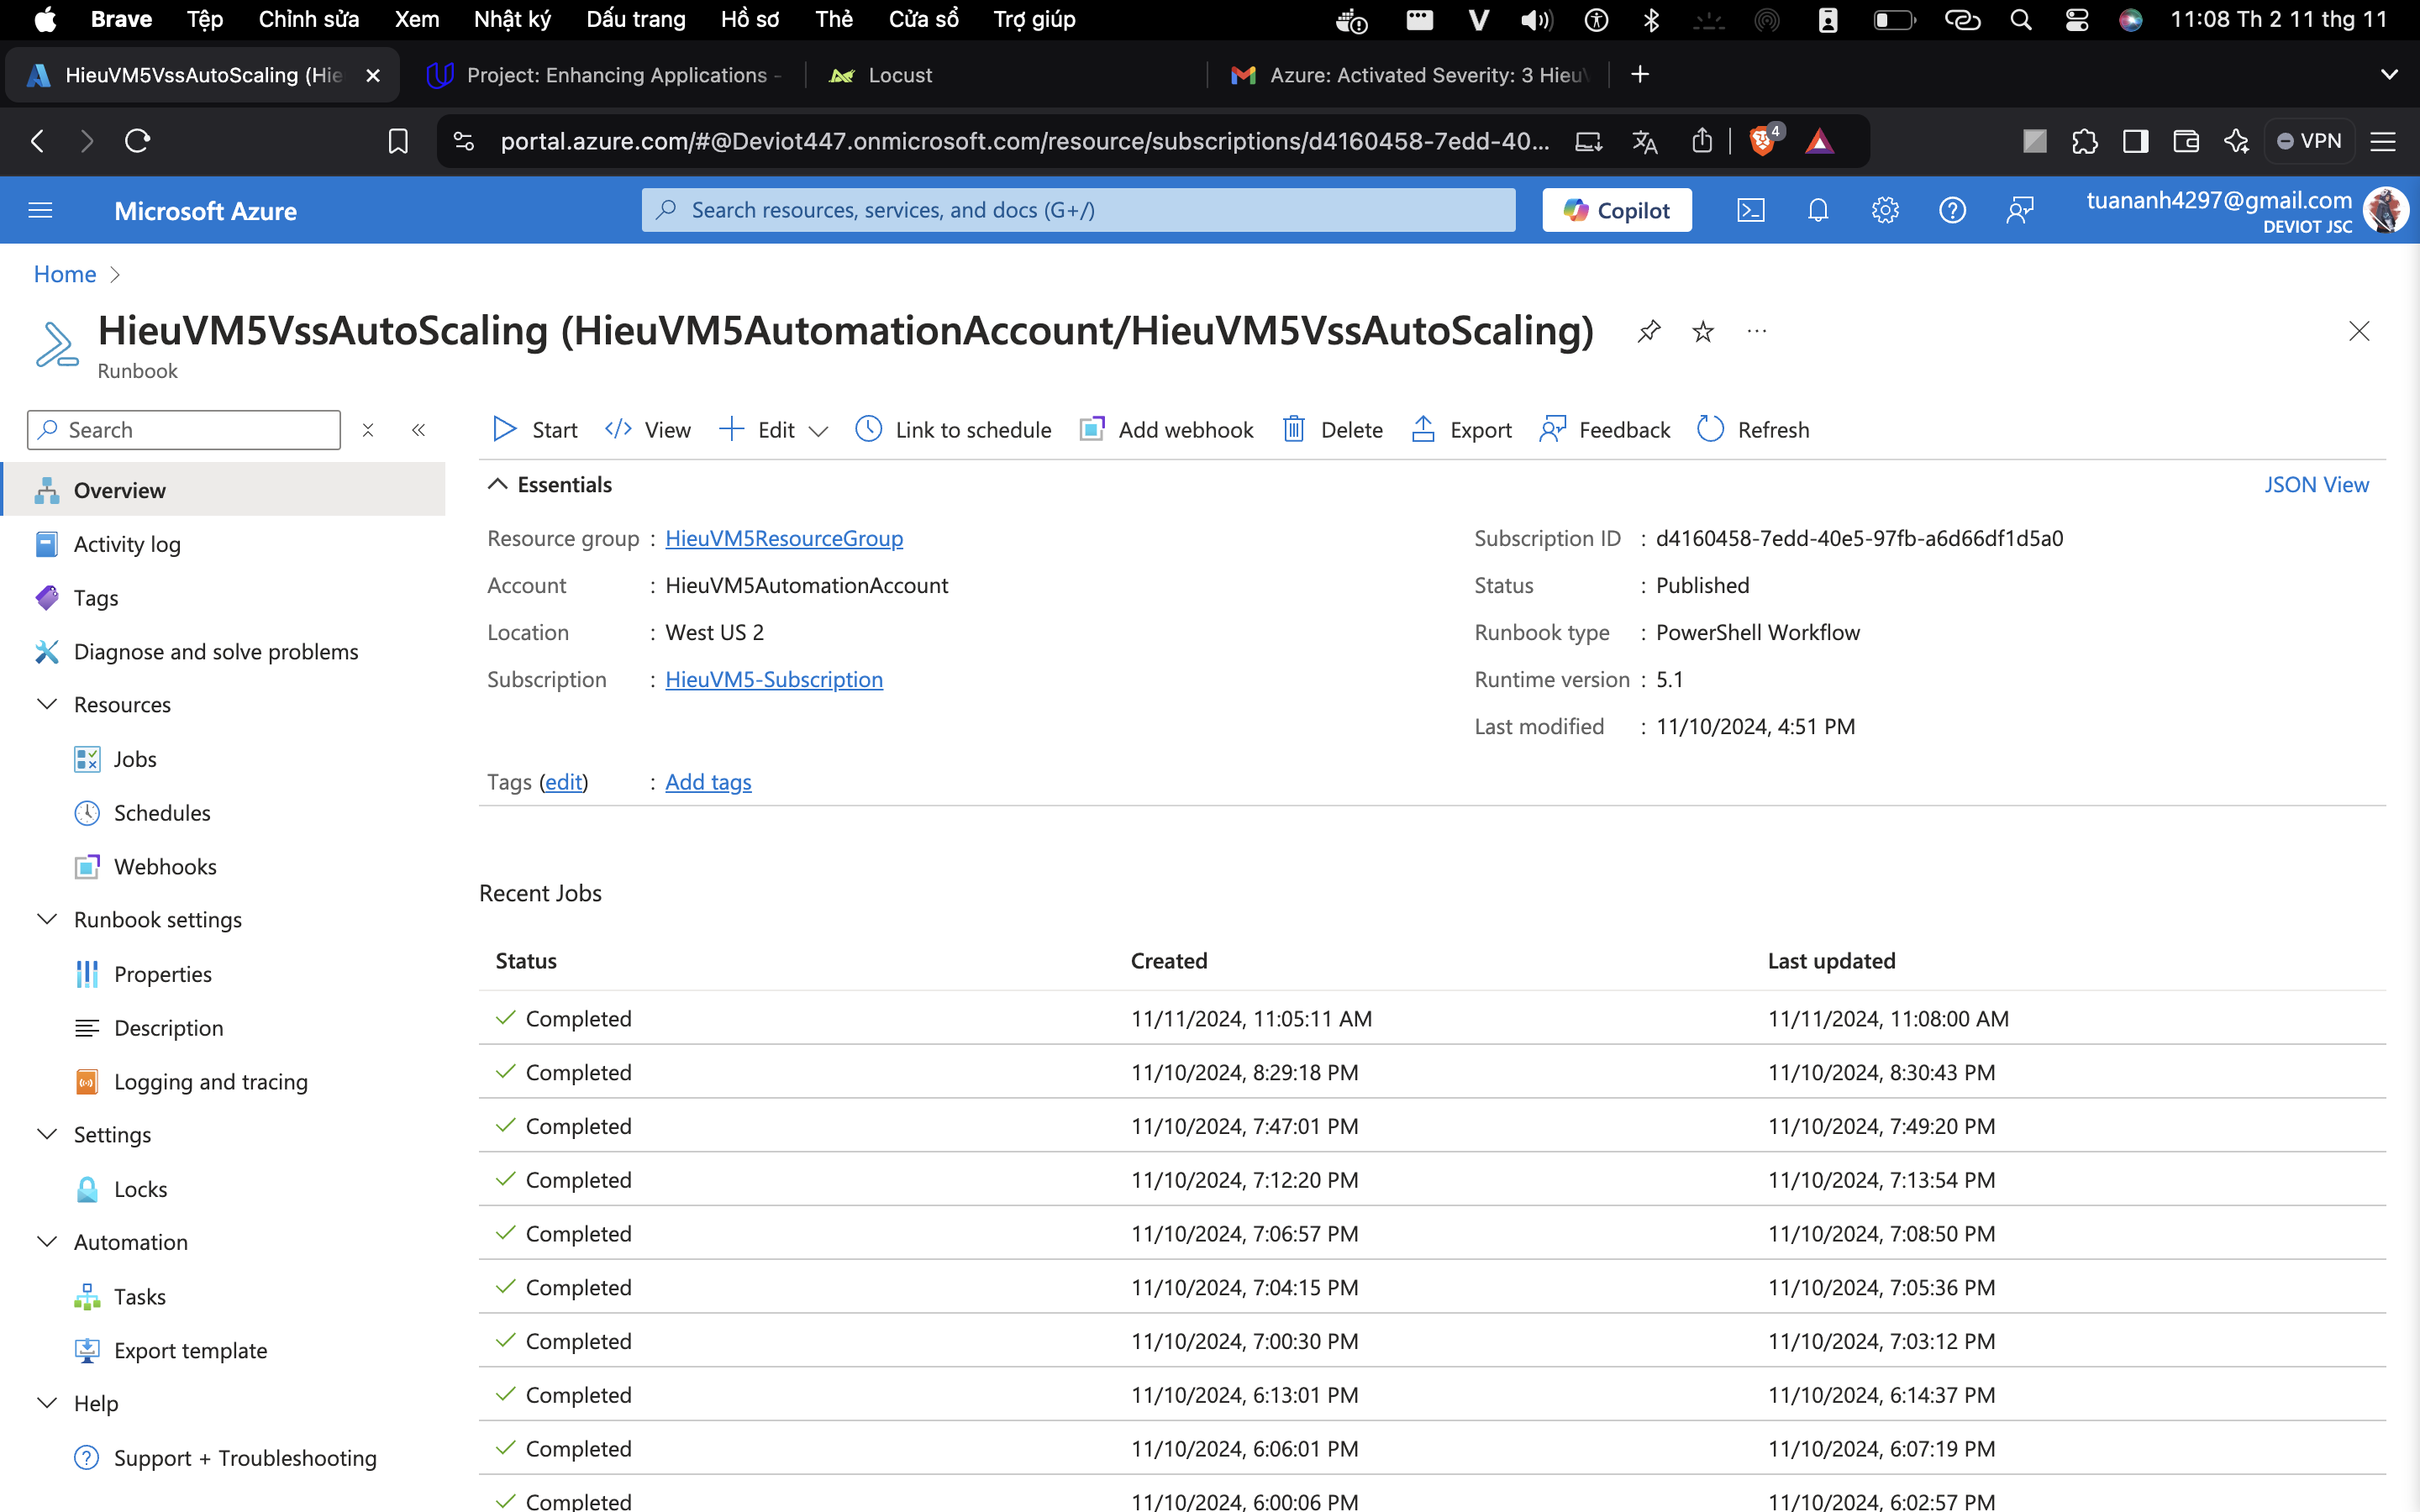 Brave Tệp Chỉnh sửa Xem Nhật ký Dấu trang Hồ sơ Thẻ Cửa sổ Trợ giúp 11:08 Th 2 11 thg 11
HieuVM5VssAutoScaling (Hie Project: Enhancing Applications - Locust Azure: Activated Severity: 3 HieuV
portal.azure.com/#@Deviot447.onmicrosoft.com/resource/subscriptions/d4160458-7edd-40... 4 VPN
Microsoft Azure Search resources, services, and docs (G+/) Copilot tuananh4297@gmail.com
DEVIOT JSC
Home
HieuVM5VssAutoScaling (HieuVM5AutomationAccount/HieuVM5VssAutoScaling) ...
Runbook
Search Start View Edit Link to schedule Add webhook Delete Export Feedback Refresh
Overview
Activity log
Tags
Diagnose and solve problems
Resources
Jobs
Schedules
Webhooks
Runbook settings
Properties
Description
Logging and tracing
Settings
Locks
Automation
Tasks
Export template
Help
Support + Troubleshooting
Essentials JSON View
Resource group : HieuVM5ResourceGroup
Account : HieuVM5AutomationAccount
Location : West US 2
Subscription : HieuVM5-Subscription
Subscription ID : d4160458-7edd-40e5-97fb-a6d66df1d5a0
Status : Published
Runbook type : PowerShell Workflow
Runtime version : 5.1
Last modified : 11/10/2024, 4:51 PM
Tags (edit) : Add tags
Recent Jobs
Status Created Last updated
Completed 11/11/2024, 11:05:11 AM 11/11/2024, 11:08:00 AM
Completed 11/10/2024, 8:29:18 PM 11/10/2024, 8:30:43 PM
Completed 11/10/2024, 7:47:01 PM 11/10/2024, 7:49:20 PM
Completed 11/10/2024, 7:12:20 PM 11/10/2024, 7:13:54 PM
Completed 11/10/2024, 7:06:57 PM 11/10/2024, 7:08:50 PM
Completed 11/10/2024, 7:04:15 PM 11/10/2024, 7:05:36 PM
Completed 11/10/2024, 7:00:30 PM 11/10/2024, 7:03:12 PM
Completed 11/10/2024, 6:13:01 PM 11/10/2024, 6:14:37 PM
Completed 11/10/2024, 6:06:01 PM 11/10/2024, 6:07:19 PM
Completed 11/10/2024, 6:00:06 PM 11/10/2024, 6:02:57 PM